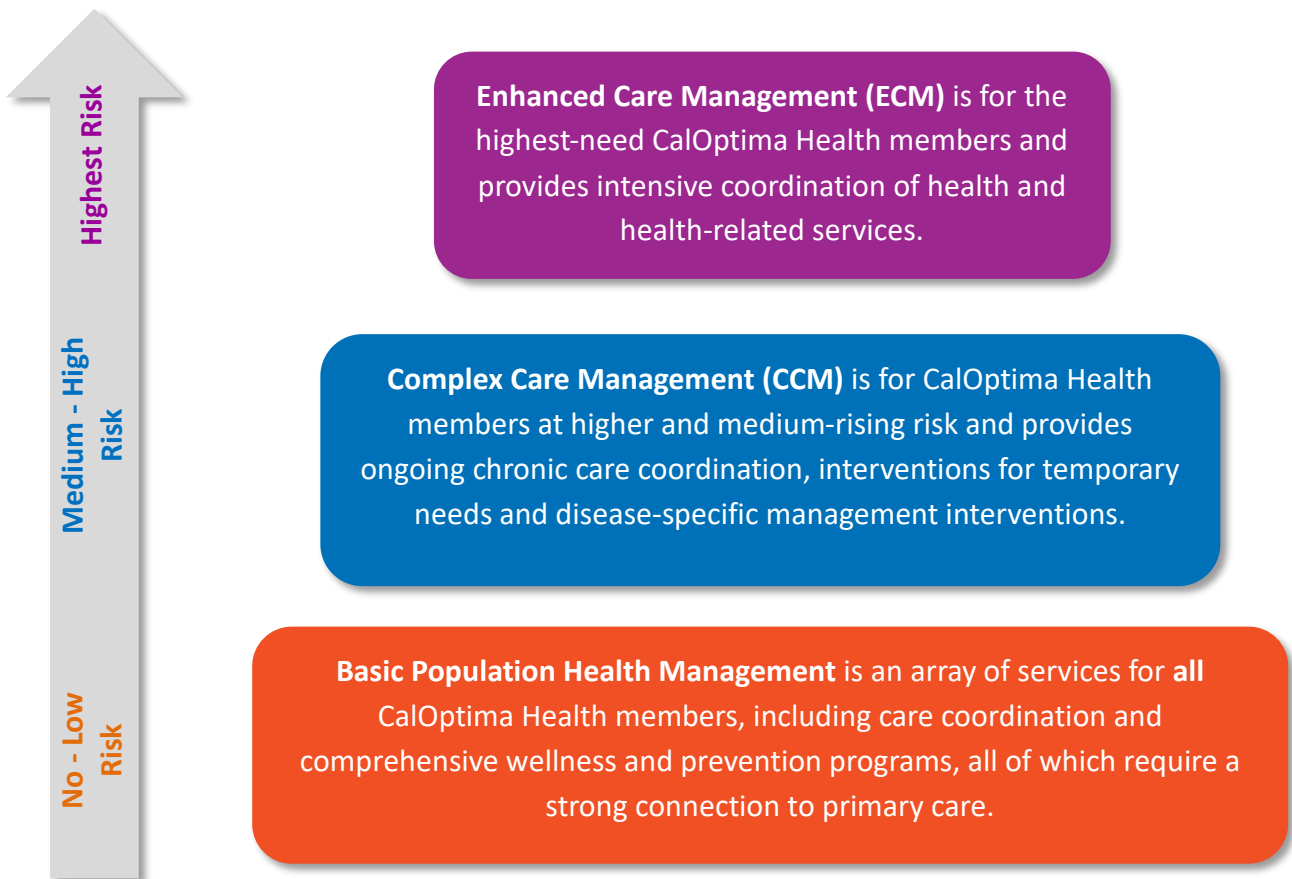 Highest Risk
Enhanced Care Management (ECM) is for the
highest-need CalOptima Health members and
provides intensive coordination of health and
health-related services.
Medium - High
Risk
Complex Care Management (CCM) is for CalOptima Health
members at higher and medium-rising risk and provides
ongoing chronic care coordination, interventions for temporary
needs and disease-specific management interventions.
No - Low
Risk
Basic Population Health Management is an array of services for all
CalOptima Health members, including care coordination and
comprehensive wellness and prevention programs, all of which require a
strong connection to primary care.